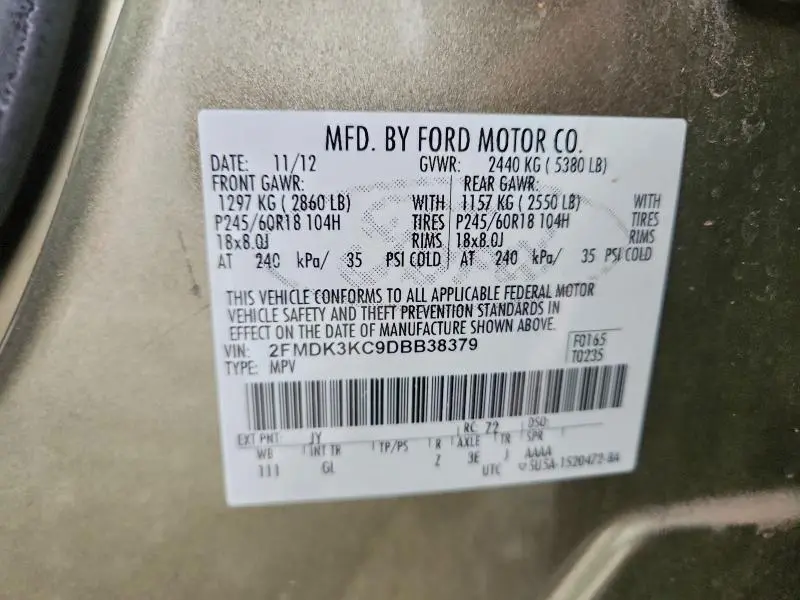 MFD. BY FORD MOTOR CO.
DATE: 11/12 GVWR: 2440 KG ( 5380 LB)
FRONT GAWR: REAR GAWR:
1297 KG ( 2860 LB) WITH 1157 KG ( 2550 LB) WITH
P245/60R18 104H TIRES P245/60R18 104H TIRES
18x8.0J RIMS 18x8.0J RIMS
AT 240 kPa/ 35 PSI COLD AT 240 kPa/ 35 PSI COLD
THIS VEHICLE CONFORMS TO ALL APPLICABLE FEDERAL MOTOR
VEHICLE SAFETY AND THEFT PREVENTION STANDARDS IN
EFFECT ON THE DATE OF MANUFACTURE SHOWN ABOVE.
VIN: 2FMDK3KC9DBB38379 F0165
TYPE: MPV T0235
EXT PNT: JY RC: 72 DSO:
WB INT TR TP/PS R AXLE TR SPR
111 GL Z 3E J AAAA
UTC SU5A-1520472-BA